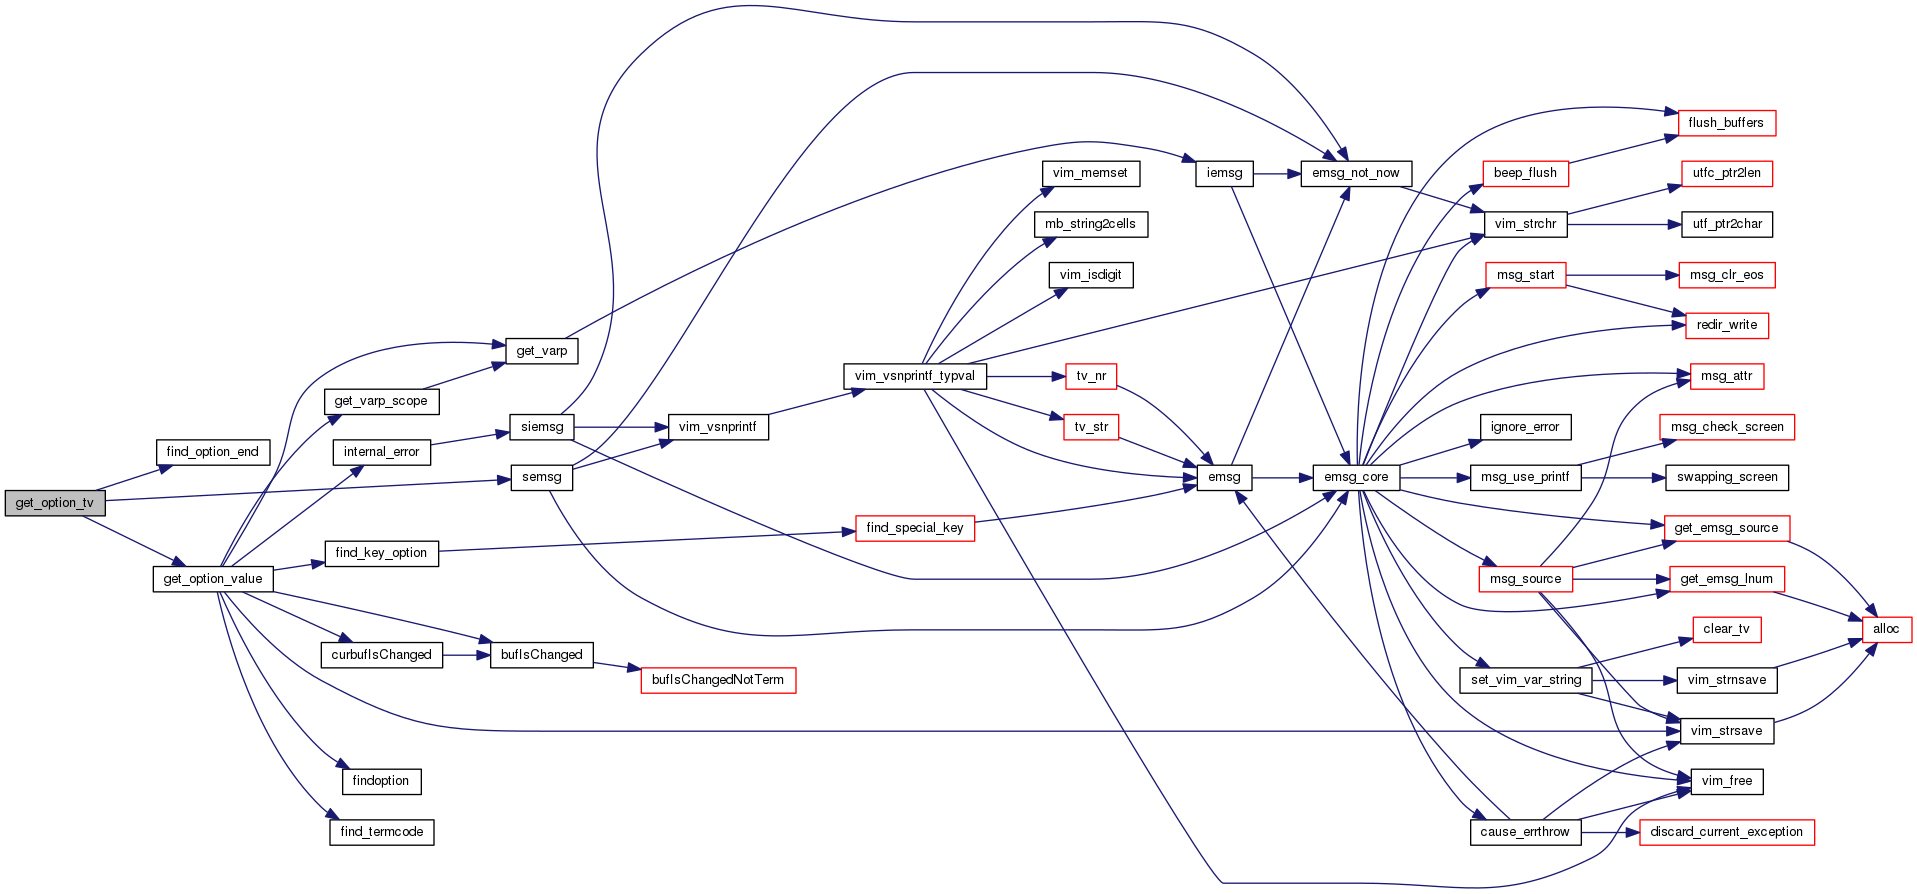 get_option_tv
find_option_end
get_option_value
get_varp
get_varp_scope
internal_error
siemsg
semsg
find_key_option
curbufIsChanged
bufIsChanged
bufIsChangedNotTerm
findoption
find_termcode
vim_vsnprintf
vim_vsnprintf_typval
find_special_key
vim_memset
mb_string2cells
vim_isdigit
tv_nr
tv_str
iemsg
emsg
emsg_not_now
emsg_core
flush_buffers
beep_flush
utfc_ptr2len
vim_strchr
utf_ptr2char
msg_start
msg_clr_eos
redir_write
msg_attr
ignore_error
msg_check_screen
msg_use_printf
swapping_screen
get_emsg_source
msg_source
get_emsg_lnum
alloc
clear_tv
set_vim_var_string
vim_strnsave
vim_strsave
vim_free
cause_errthrow
discard_current_exception